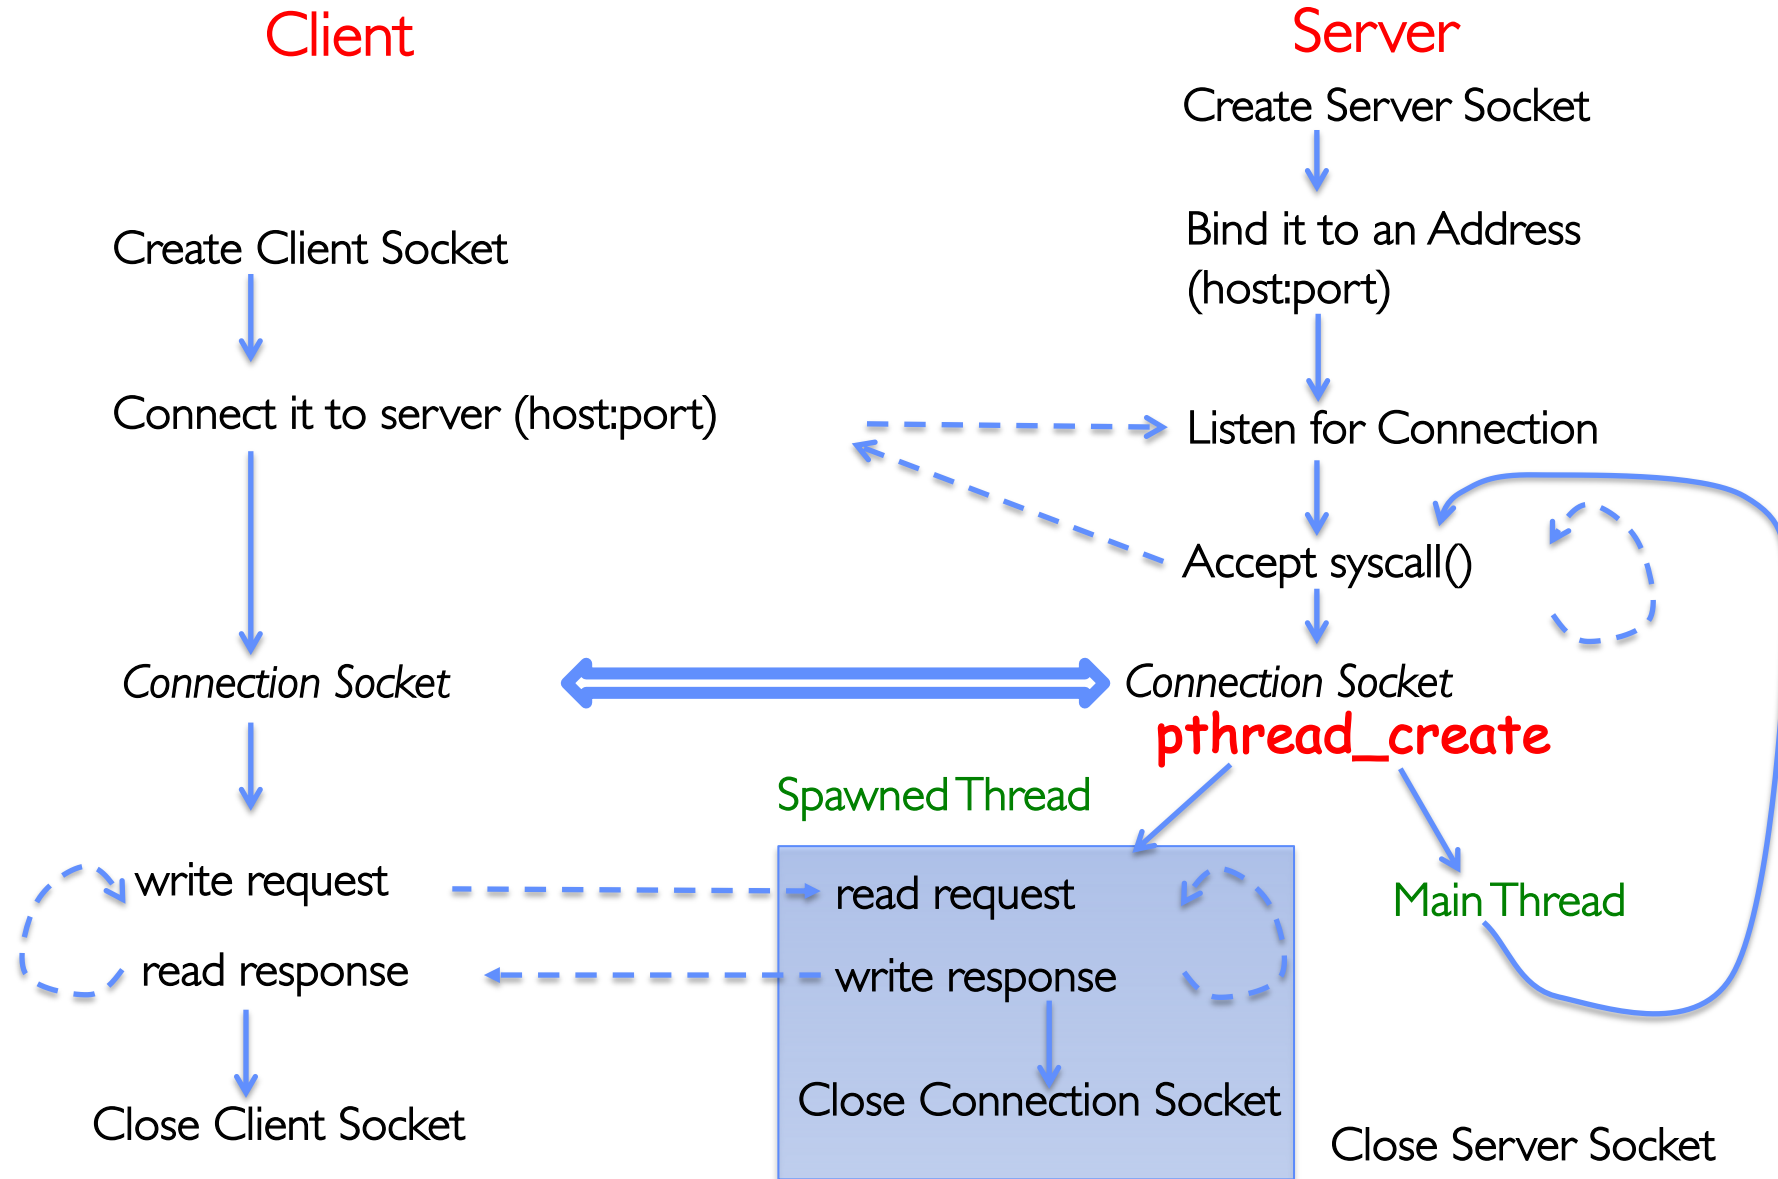 Client
Server
Create Server Socket
Bind it to an Address
(host:port)
Create Client Socket
Connect it to server (host:port)
Listen for Connection
Accept syscall()
Connection Socket
Connection Socket
pthread_create
Spawned Thread
write request
read request
Main Thread
read response
write response
Close Connection Socket
Close Client Socket
Close Server Socket